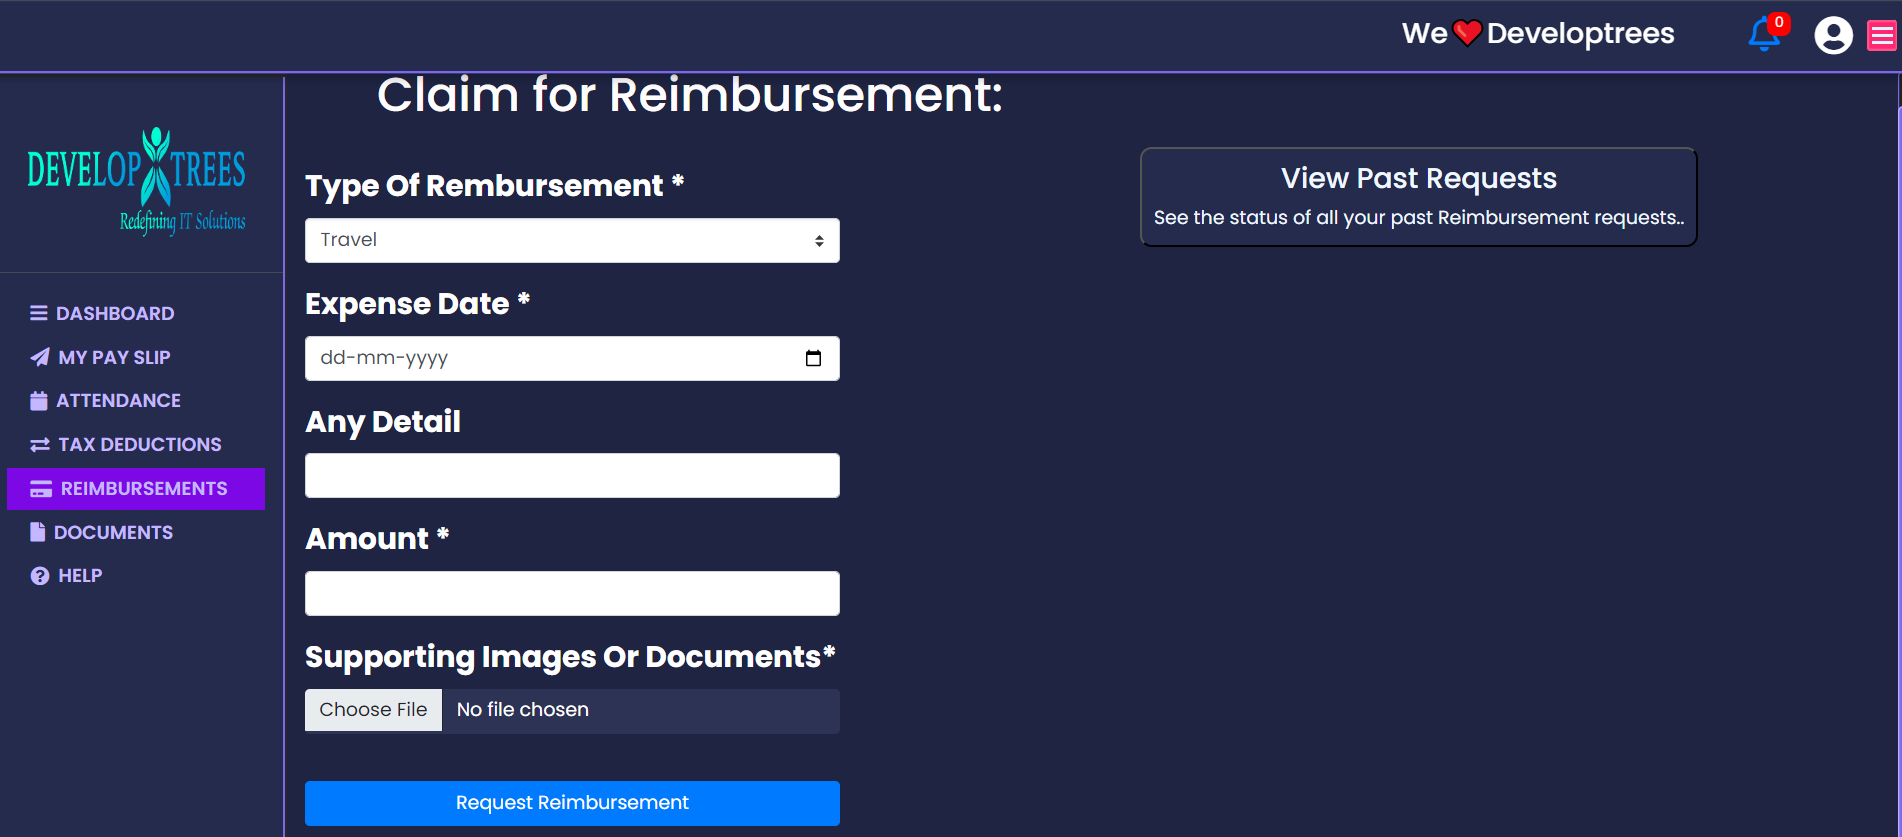 We❤Developtrees
0
DEVELOP TREES
Redefining IT Solutions
DASHBOARD
MY PAY SLIP
ATTENDANCE
TAX DEDUCTIONS
REIMBURSEMENTS
DOCUMENTS
HELP
Claim for Reimbursement:
Type Of Rembursement *
Travel
Expense Date *
dd-mm-yyyy
Any Detail
Amount *
Supporting Images Or Documents*
Choose File No file chosen
Request Reimbursement
View Past Requests
See the status of all your past Reimbursement requests..